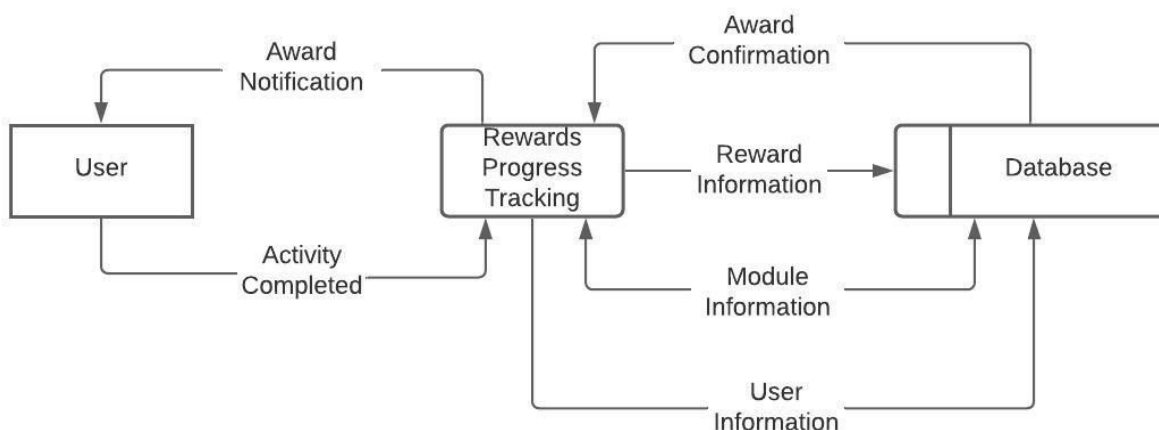 Award
Notification
Award
Confirmation
User
Rewards
Progress
Tracking
Reward
Information
Database
Activity
Completed
Module
Information
User
Information